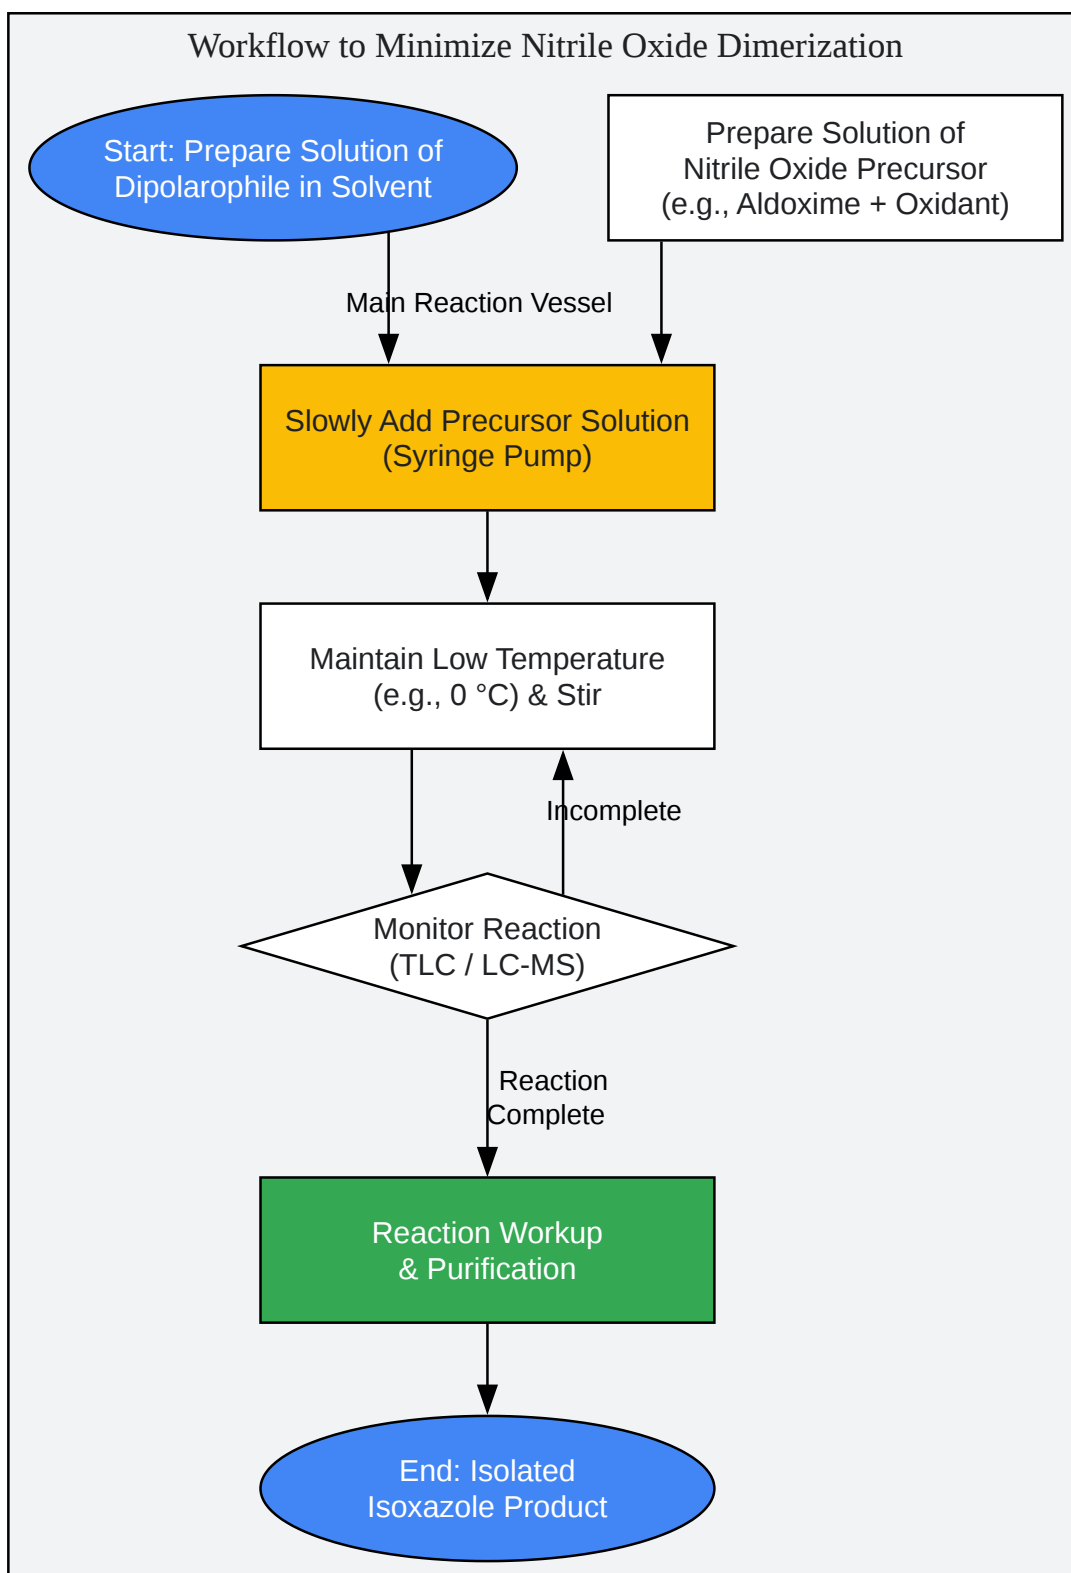 Workflow to Minimize Nitrile Oxide Dimerization
Start: Prepare Solution of
Dipolarophile in Solvent
Prepare Solution of
Nitrile Oxide Precursor
(e.g., Aldoxime + Oxidant)
Main Reaction Vessel
Slowly Add Precursor Solution
(Syringe Pump)
Maintain Low Temperature
(e.g., 0 °C) & Stir
Incomplete
Monitor Reaction
(TLC / LC-MS)
Reaction
Complete
Reaction Workup
& Purification
End: Isolated
Isoxazole Product